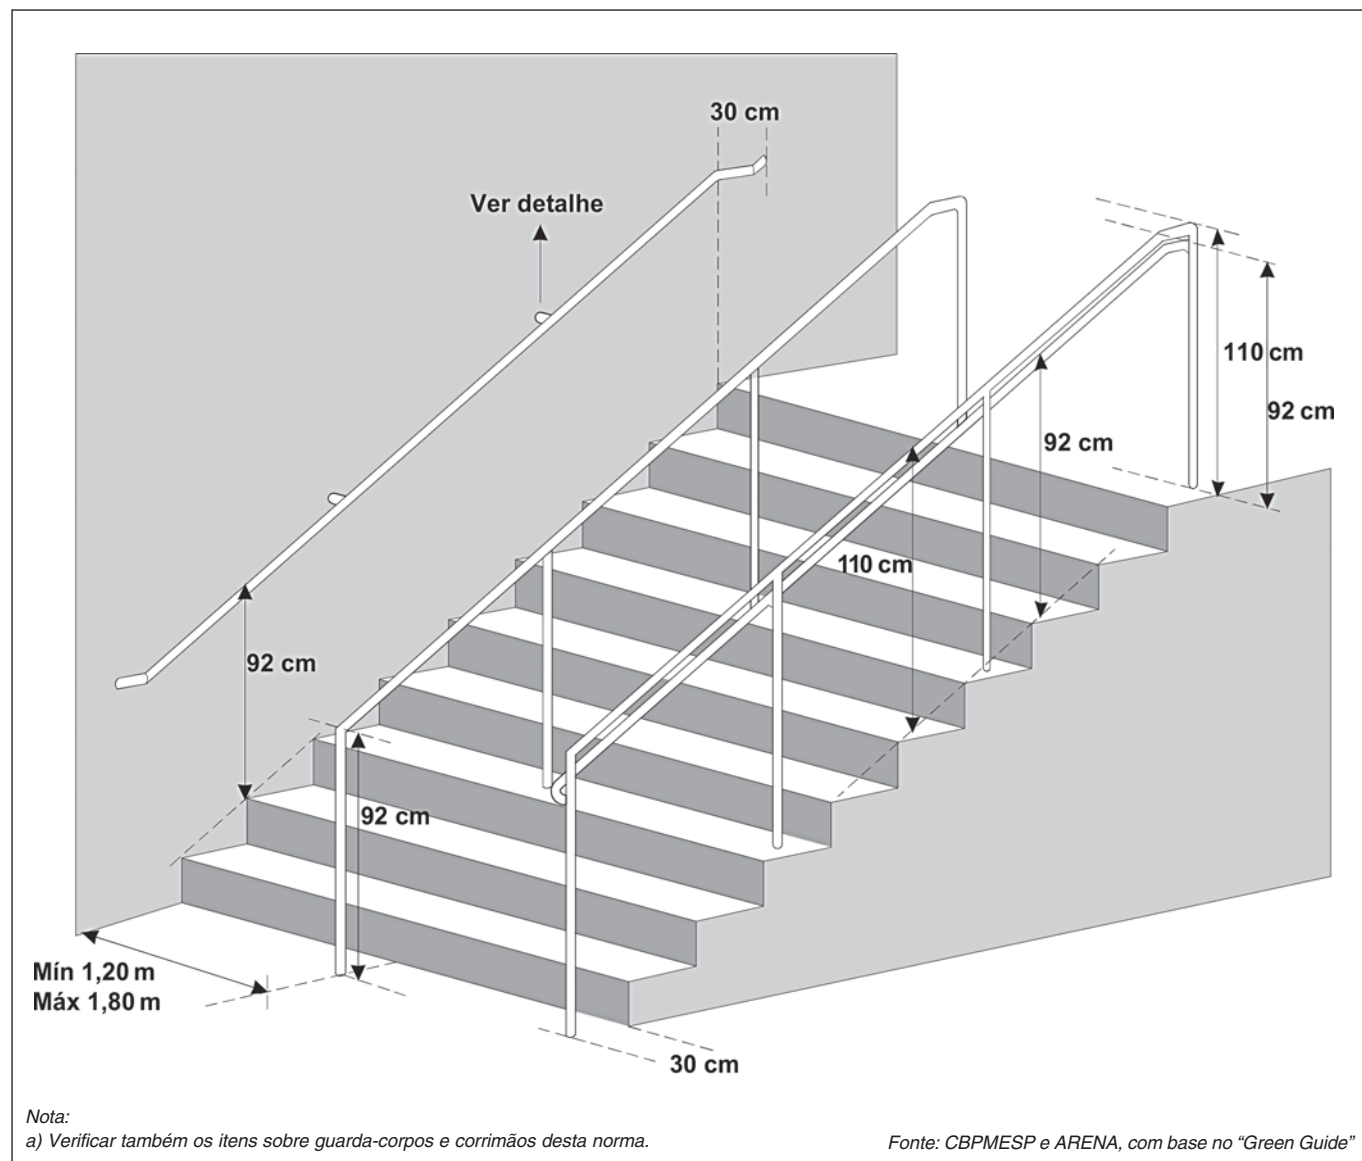 30 cm
Ver detalhe
110 cm
92 cm
92 cm
110 cm
92 cm
92 cm
Mín 1,20 m
Máx 1,80 m
30 cm
Nota:
a) Verificar também os itens sobre guarda-corpos e corrimãos desta norma.
Fonte: CBPMESP e ARENA, com base no “Green Guide”